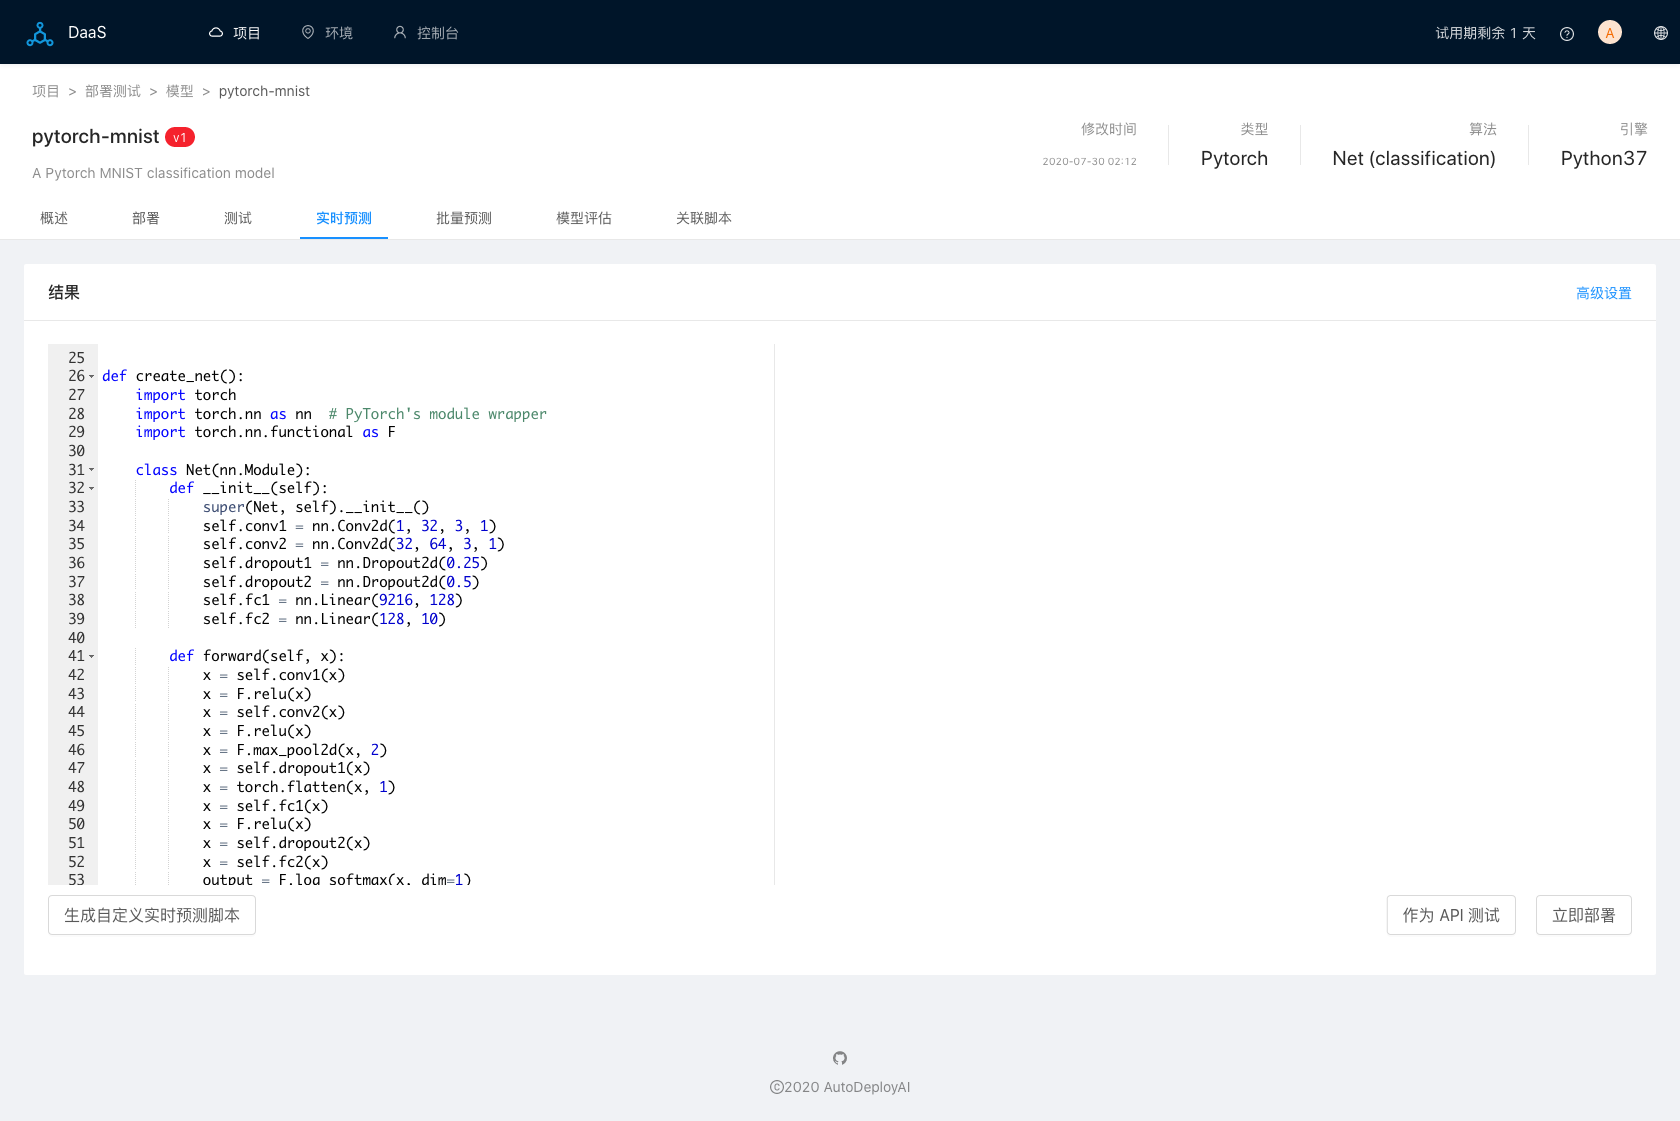 DaaS 项目 环境 控制台 试用期剩余 1 天 A
项目 > 部署测试 > 模型 > pytorch-mnist
pytorch-mnist v1
A Pytorch MNIST classification model
修改时间 类型 算法 引擎
2020-07-30 02:12 Pytorch Net (classification) Python37
概述 部署 测试 实时预测 批量预测 模型评估 关联脚本
结果 高级设置
25
26 def create_net():
27     import torch
28     import torch.nn as nn  # PyTorch's module wrapper
29     import torch.nn.functional as F
30
31     class Net(nn.Module):
32         def __init__(self):
33             super(Net, self).__init__()
34             self.conv1 = nn.Conv2d(1, 32, 3, 1)
35             self.conv2 = nn.Conv2d(32, 64, 3, 1)
36             self.dropout1 = nn.Dropout2d(0.25)
37             self.dropout2 = nn.Dropout2d(0.5)
38             self.fc1 = nn.Linear(9216, 128)
39             self.fc2 = nn.Linear(128, 10)
40
41         def forward(self, x):
42             x = self.conv1(x)
43             x = F.relu(x)
44             x = self.conv2(x)
45             x = F.relu(x)
46             x = F.max_pool2d(x, 2)
47             x = self.dropout1(x)
48             x = torch.flatten(x, 1)
49             x = self.fc1(x)
50             x = F.relu(x)
51             x = self.dropout2(x)
52             x = self.fc2(x)
53             output = F.log_softmax(x, dim=1)
生成自定义实时预测脚本 作为 API 测试 立即部署
©2020 AutoDeployAI